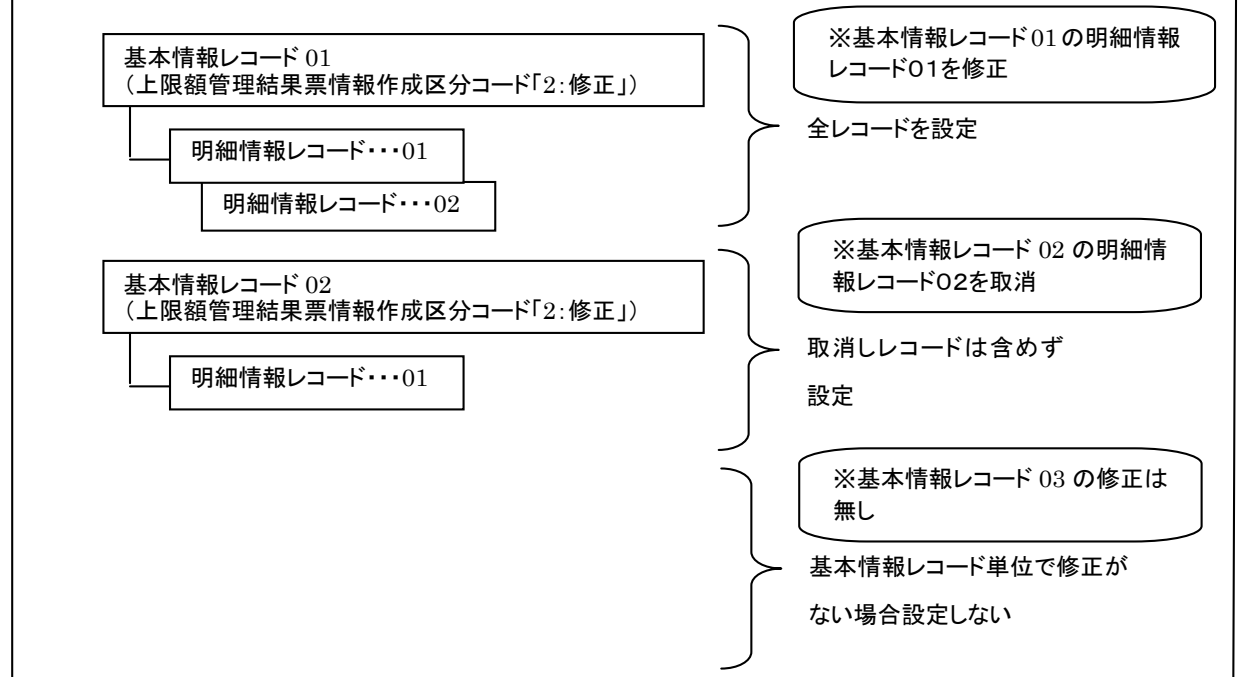 基本情報レコード 01
（上限額管理結果票情報作成区分コード「2:修正」）
明細情報レコード・・・01
明細情報レコード・・・02
※基本情報レコード01の明細情報
レコード01を修正
全レコードを設定
基本情報レコード 02
（上限額管理結果票情報作成区分コード「2:修正」）
明細情報レコード・・・01
※基本情報レコード 02 の明細情
報レコード02を取消
取消しレコードは含めず
設定
※基本情報レコード 03 の修正は
無し
基本情報レコード単位で修正が
ない場合設定しない